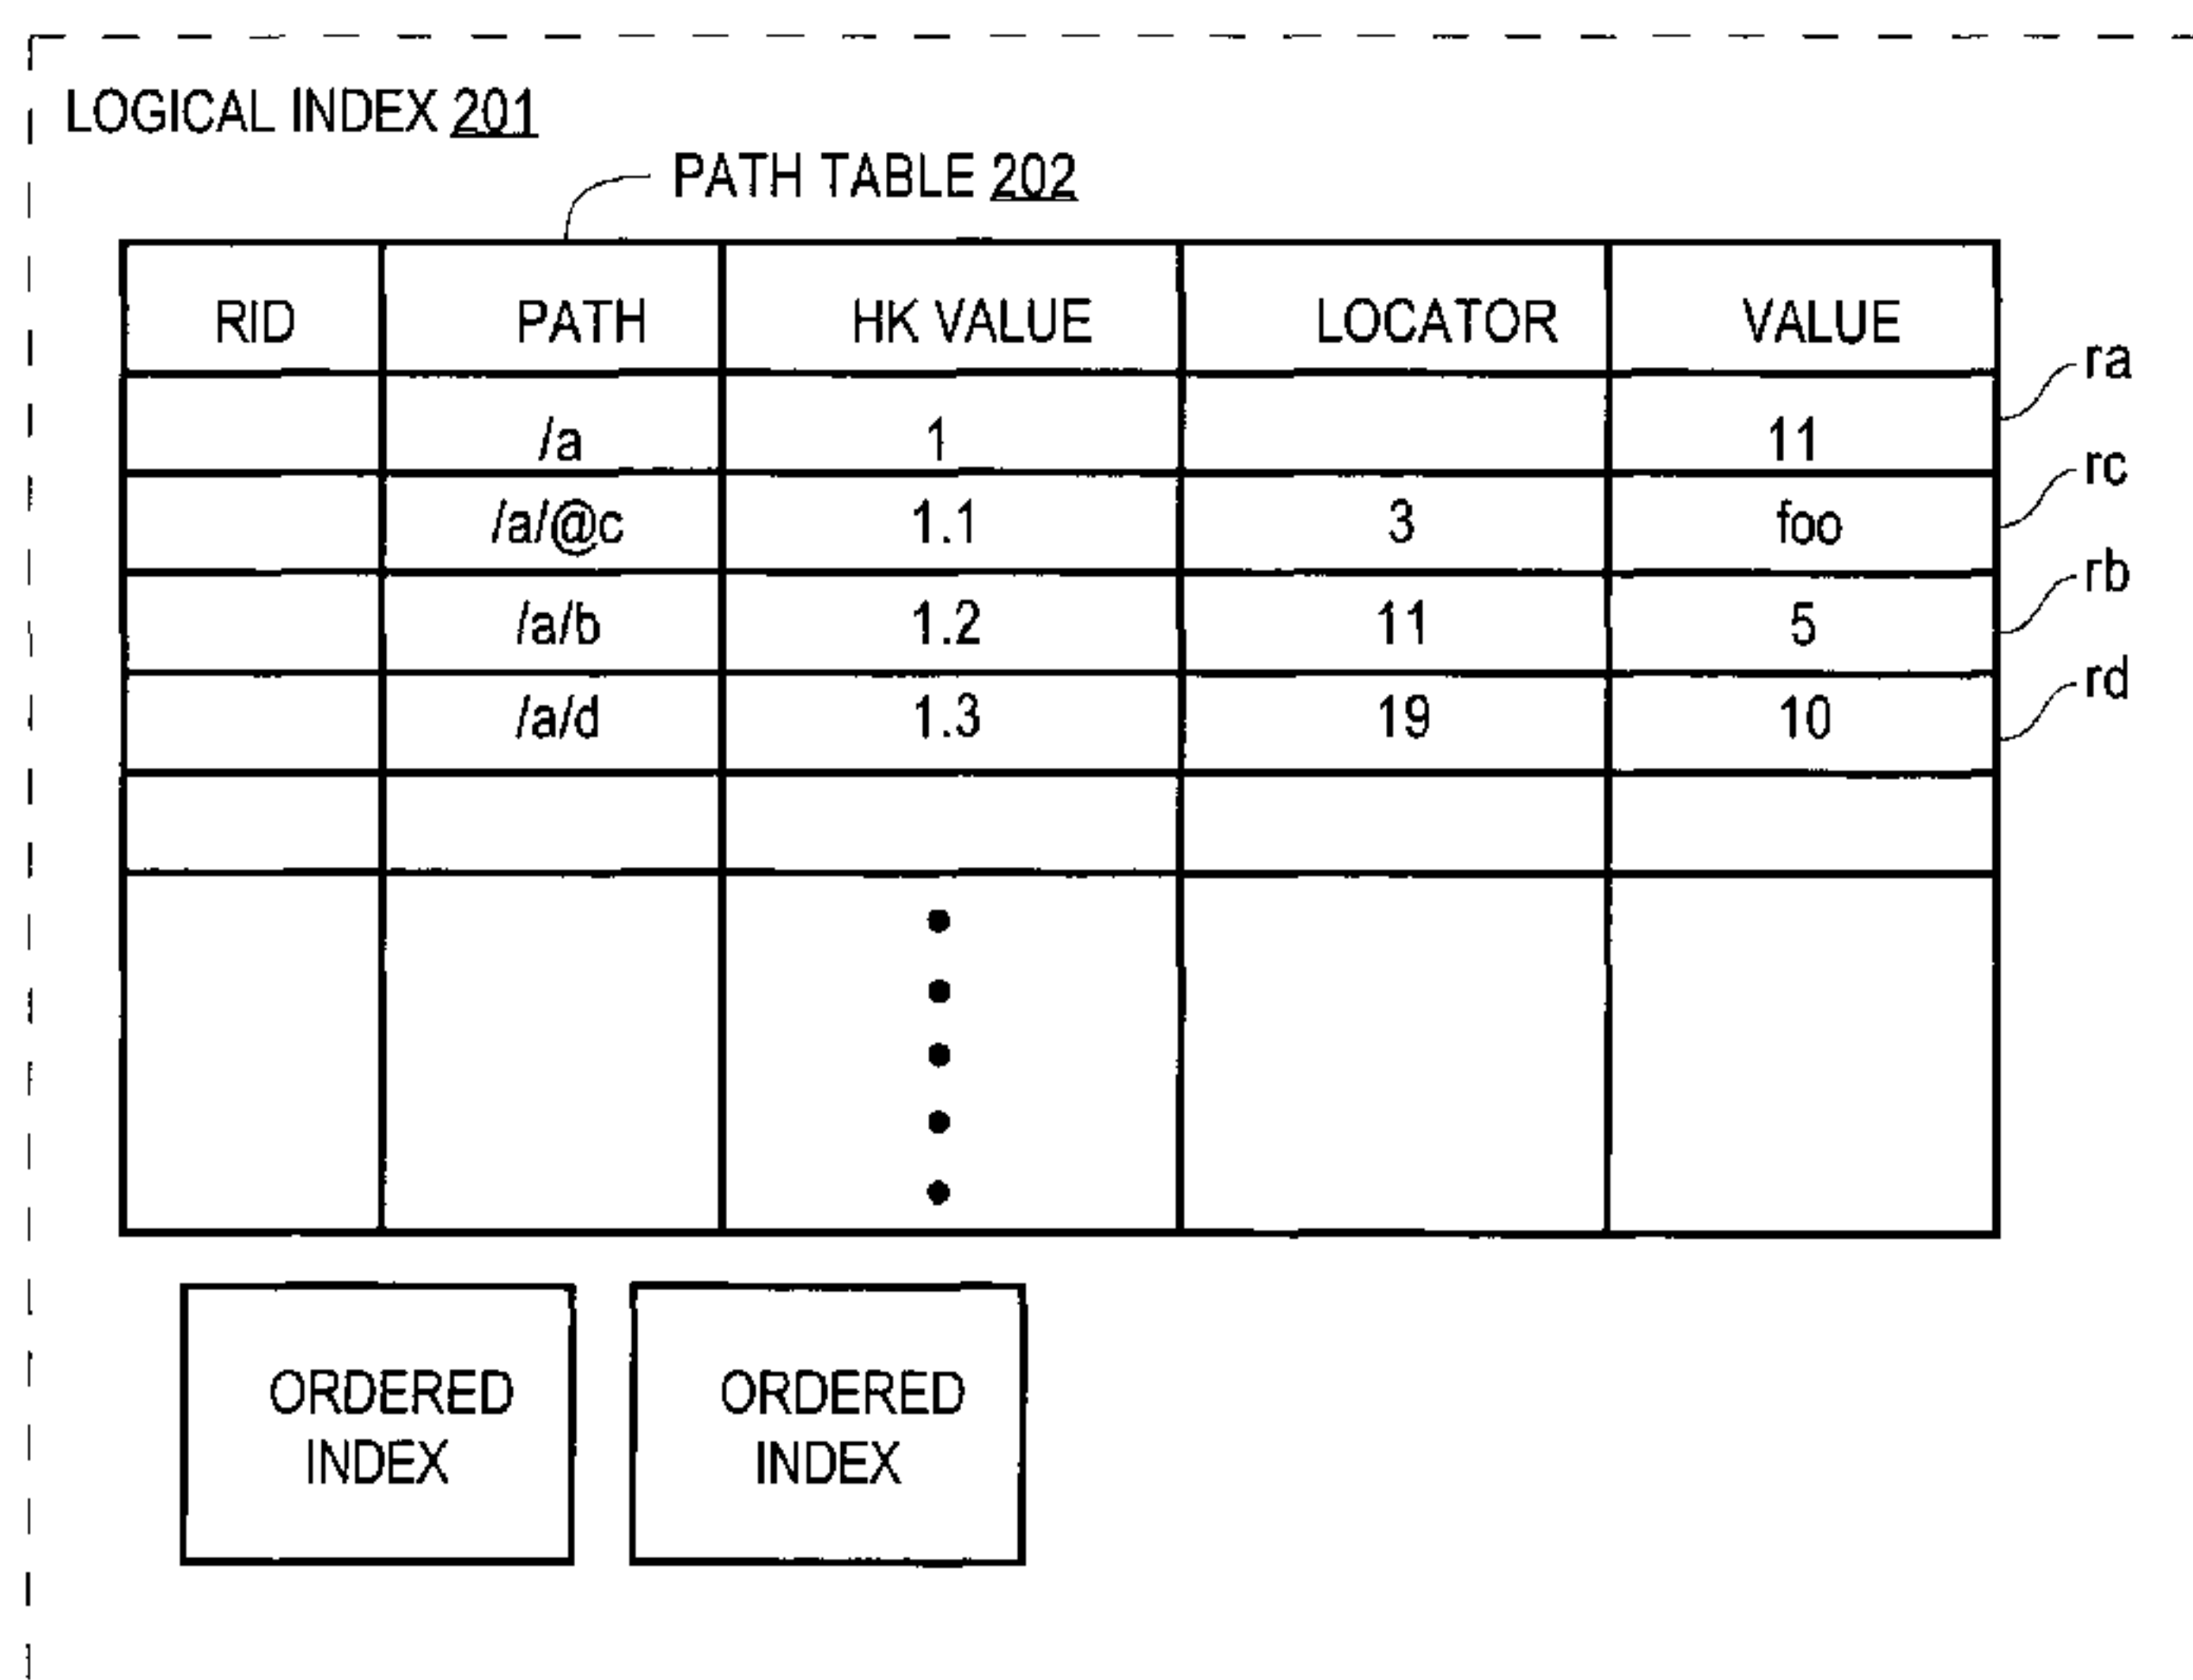 LOGICAL INDEX 201
PATH TABLE 202
RID PATH HK VALUE LOCATOR VALUE
/a 1 11 ra
/a/@c 1.1 3 foo rc
/a/b 1.2 11 5 rb
/a/d 1.3 19 10 rd
ORDERED INDEX
ORDERED INDEX